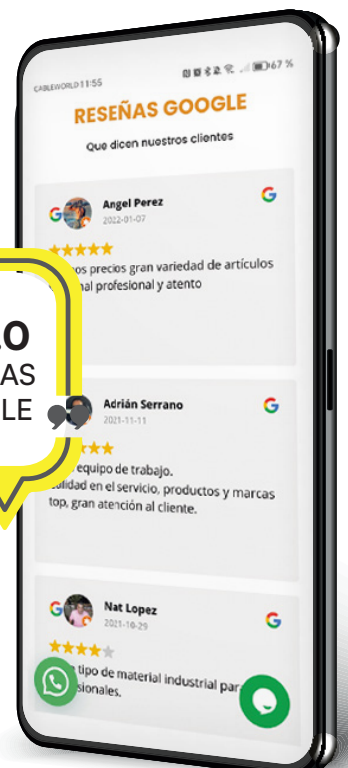 CABLEWORLD 11:55
67 %
RESEÑAS GOOGLE
Que dicen nuestros clientes
Angel Perez
2022-01-07
precios gran variedad de artículos
profesional y atento
AS
LE ”
Adrián Serrano
2021-11-11
equipo de trabajo.
en el servicio, productos y marcas
top, gran atención al cliente.
Nat Lopez
2021-10-29
tipo de material industrial